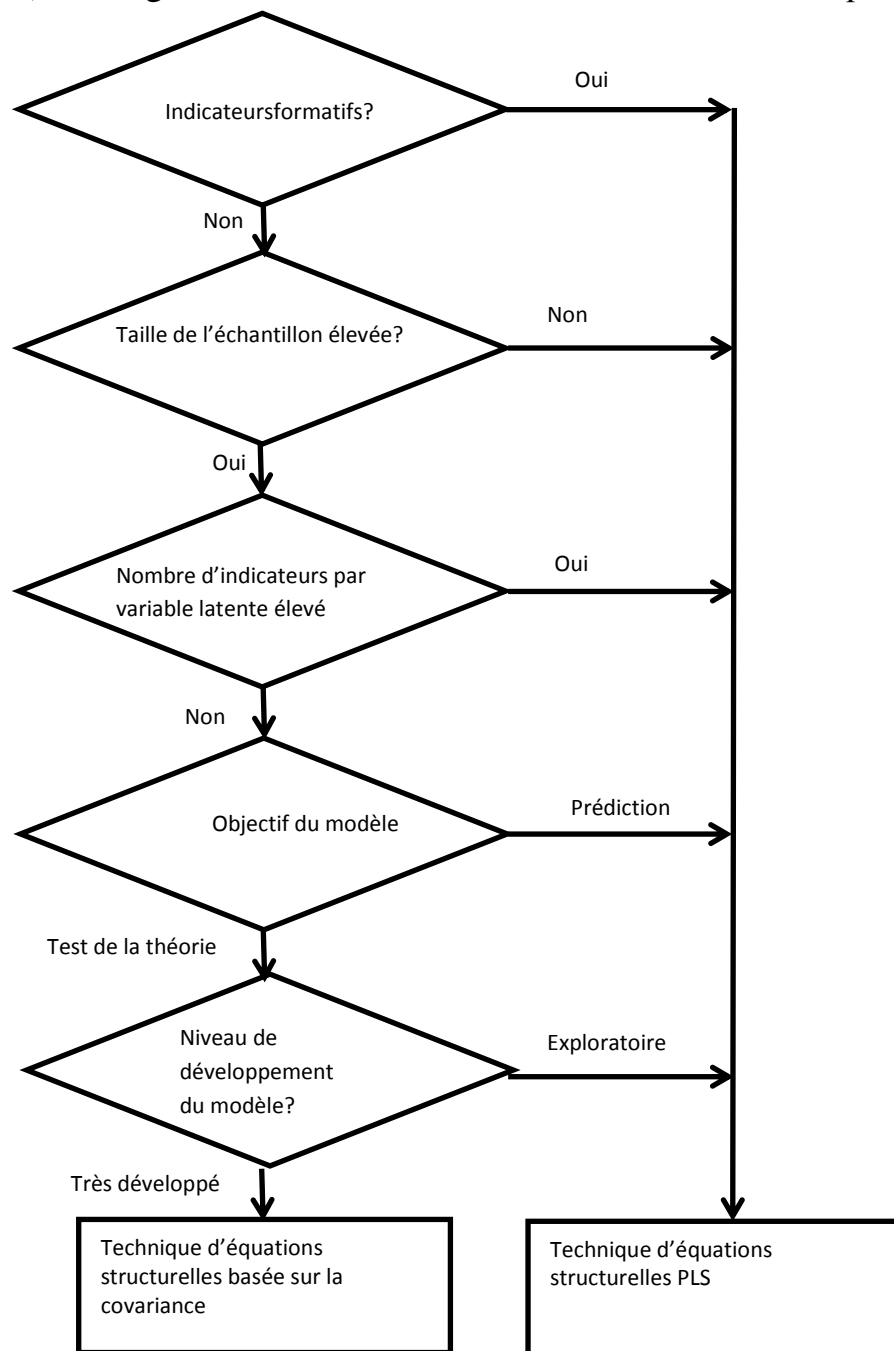 Indicateursformatifs?
Oui
Non
Taille de l’échantillon élevée?
Non
Oui
Nombre d’indicateurs par
variable latente élevé
Oui
Non
Objectif du modèle
Prédiction
Test de la théorie
Niveau de
développement
du modèle?
Exploratoire
Très développé
Technique d’équations
structurelles basée sur la
covariance
Technique d’équations
structurelles PLS